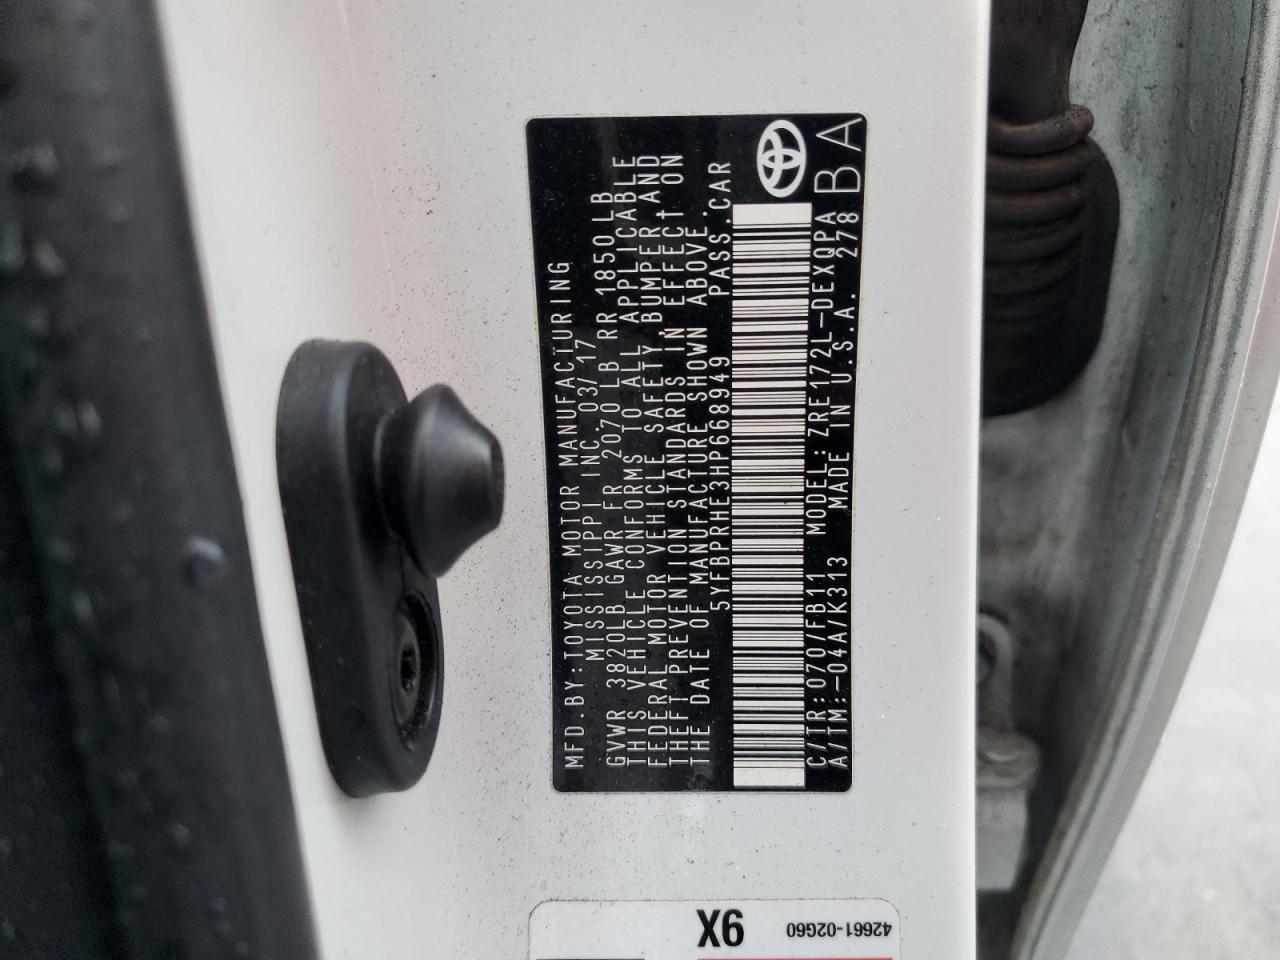 MFD.BY:TOYOTA MOTOR MANUFACTURING
MISSISSIPPI INC. 03/17
GVWR 3820LB GAWR FR 2070LB RR 1850LB
THIS VEHICLE CONFORMS TO ALL APPLICABLE
FEDERAL MOTOR VEHICLE SAFETY,BUMPER,AND
THEFT PREVENTION STANDARDS IN EFFECT ON
THE DATE OF MANUFACTURE SHOWN ABOVE.
5YFBPRHE3HP668949 PASS.CAR
C/TR:070/FB11 MODEL:ZRE172L-DEXQPA
A/TM:-04A/K313 MADE IN U.S.A. 278
BA
9X
42661-02G60